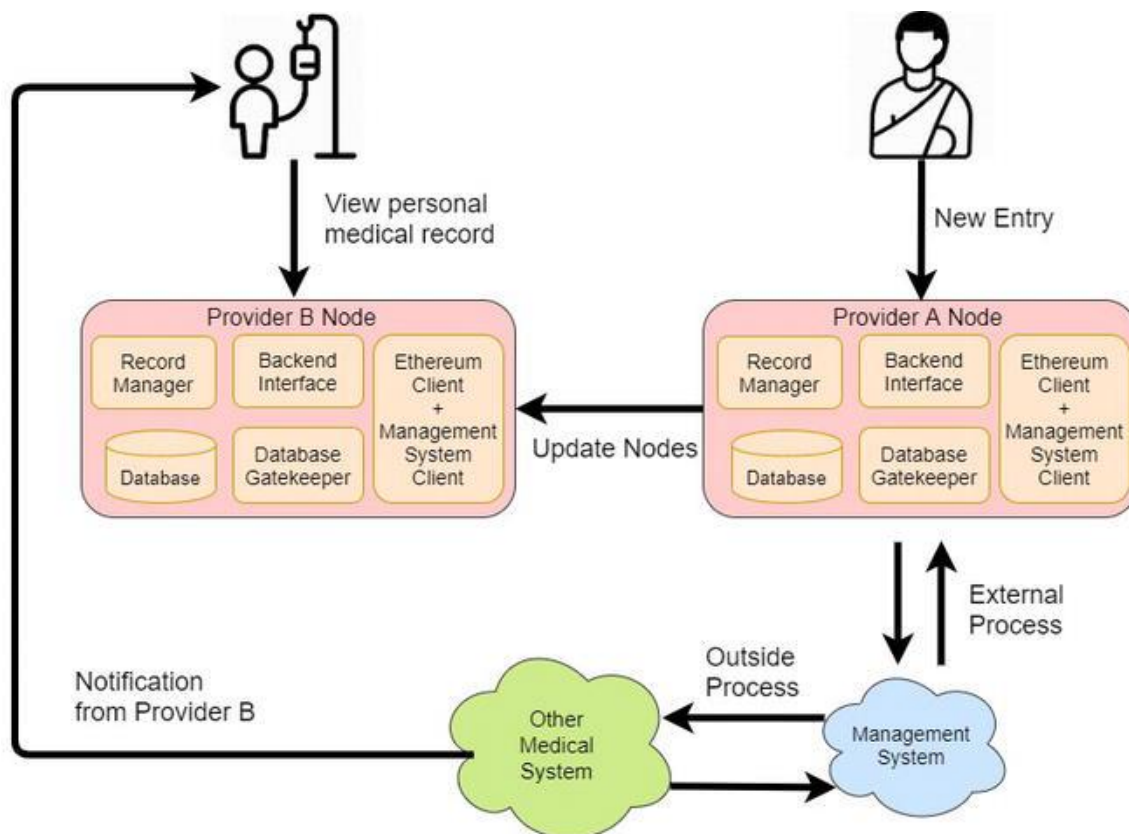 View personal
medical record
New Entry
Provider B Node
Record
Manager
Backend
Interface
Ethereum
Client
+
Management
System
Client
Database
Database
Gatekeeper
Update Nodes
Provider A Node
Record
Manager
Backend
Interface
Ethereum
Client
+
Management
System
Client
Database
Database
Gatekeeper
External
Process
Outside
Process
Notification
from Provider B
Other
Medical
System
Management
System